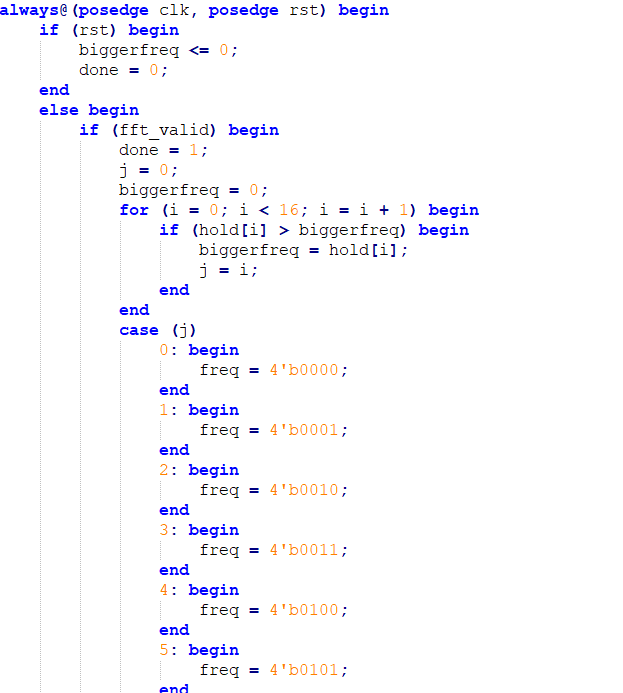 always@(posedge clk, posedge rst) begin
    if (rst) begin
        biggerfreq <= 0;
        done = 0;
    end
    else begin
        if (fft_valid) begin
            done = 1;
            j = 0;
            biggerfreq = 0;
            for (i = 0; i < 16; i = i + 1) begin
                if (hold[i] > biggerfreq) begin
                    biggerfreq = hold[i];
                    j = i;
                end
            end
            case (j)
                0: begin
                    freq = 4'b0000;
                end
                1: begin
                    freq = 4'b0001;
                end
                2: begin
                    freq = 4'b0010;
                end
                3: begin
                    freq = 4'b0011;
                end
                4: begin
                    freq = 4'b0100;
                end
                5: begin
                    freq = 4'b0101;
                end